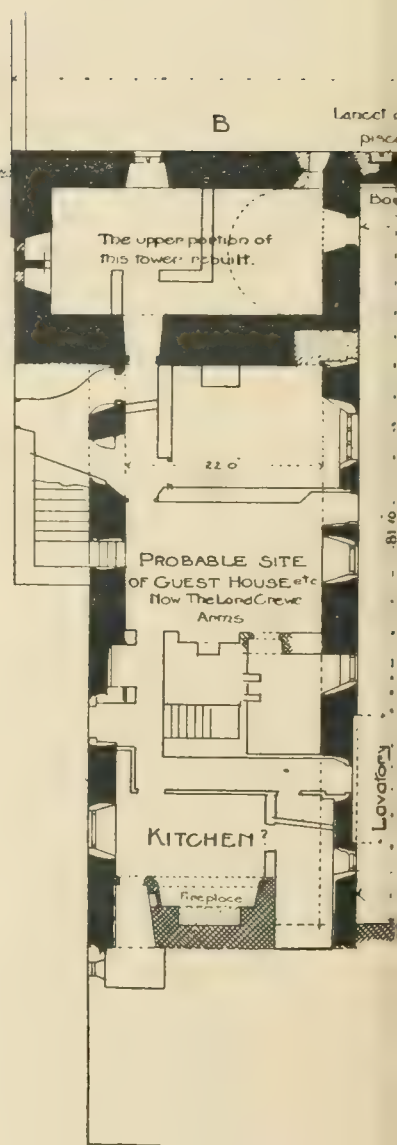 B
Lancet
pisc
The upper portion of
this tower rebuilt.
22.0
PROBABLE SITE
OF GUEST HOUSE etc
Now The Lord Crewe
Arms
Lavatory
KITCHEN?
Fireplace